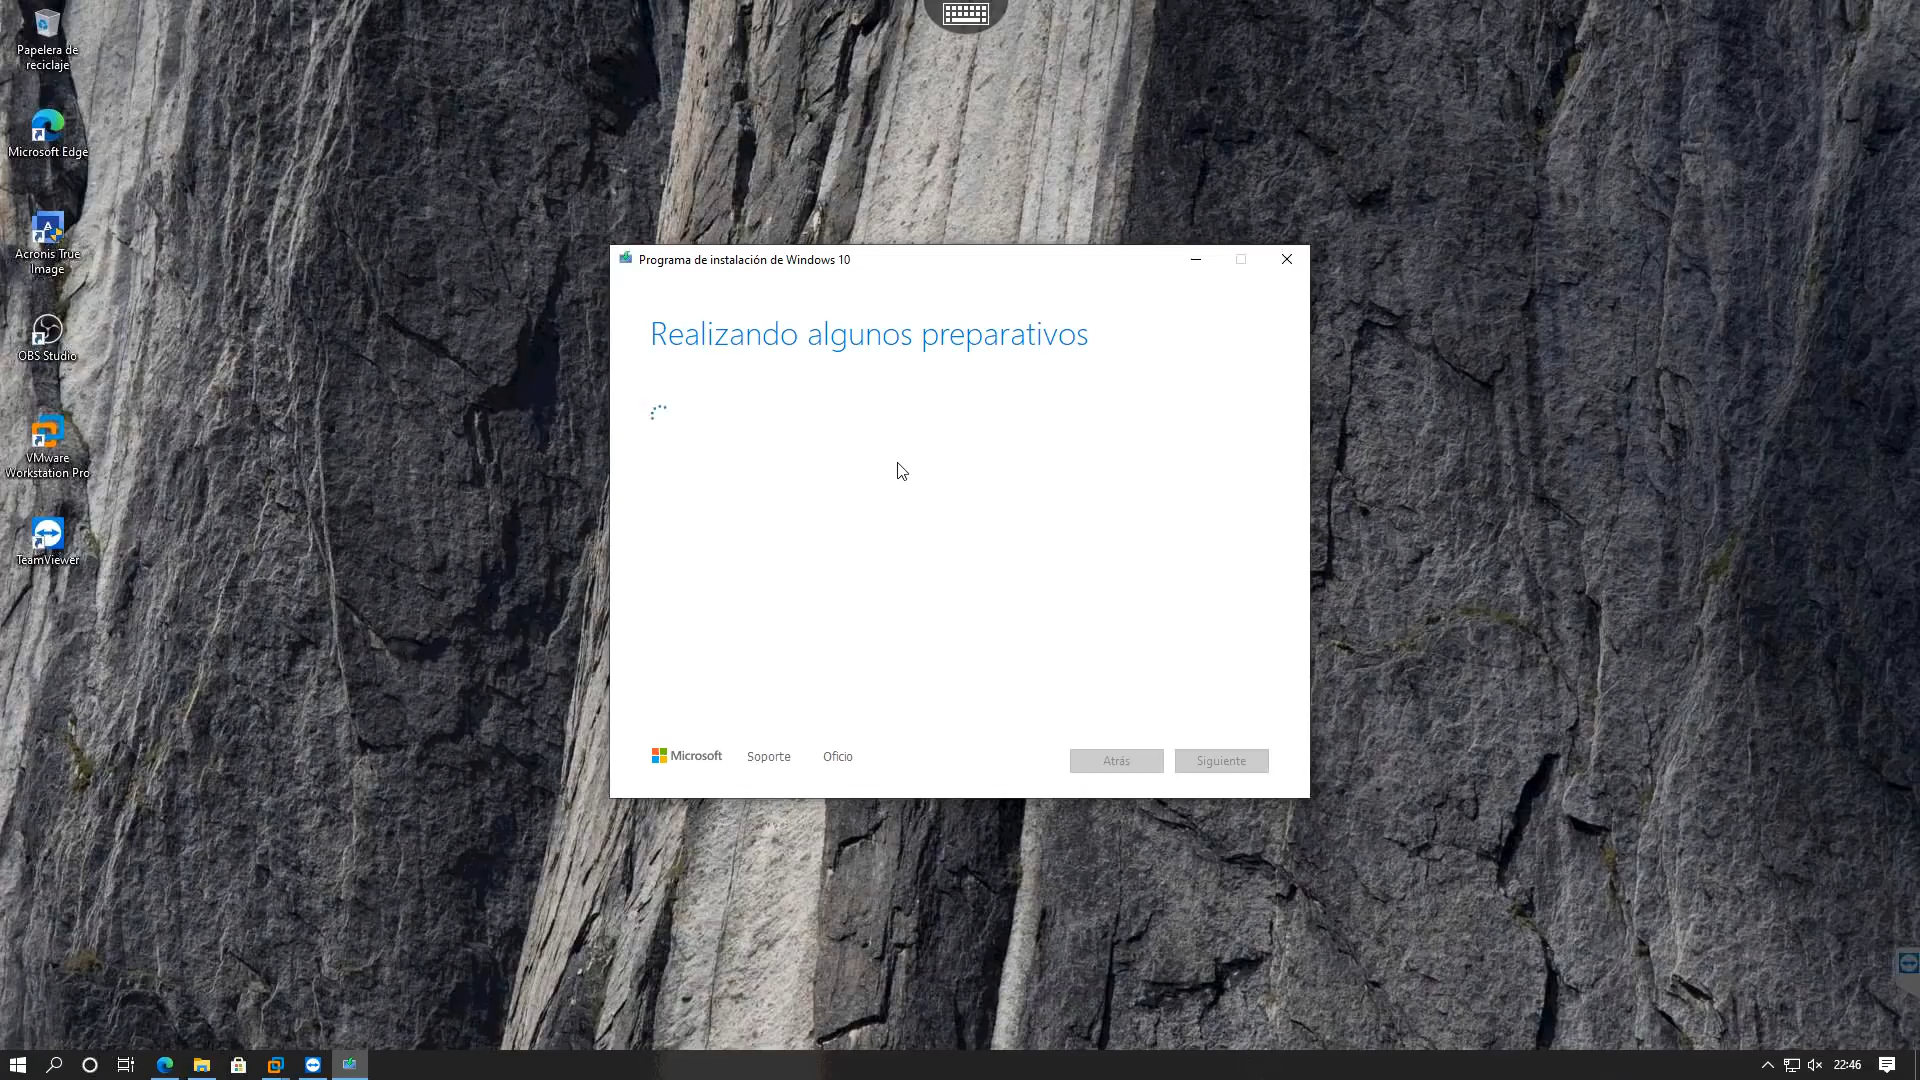 Papelera de
reciclaje
Microsoft Edge
Acronis True
Image
OBS Studio
VMware
Workstation Pro
TeamViewer
Programa de instalación de Windows 10
Realizando algunos preparativos
Microsoft
Soporte
Oficio
Atrás
Siguiente
22:46